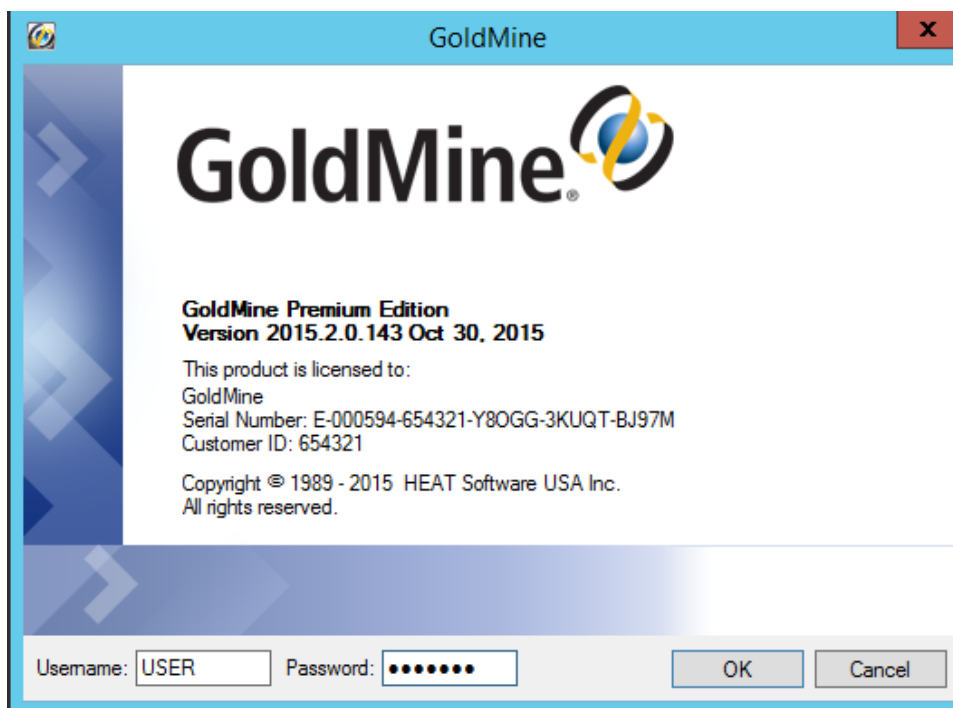 GoldMine
X
GoldMine®
GoldMine Premium Edition
Version 2015.2.0.143 Oct 30, 2015
This product is licensed to:
GoldMine
Serial Number: E-000594-654321-Y8OGG-3KUQT-BJ97M
Customer ID: 654321
Copyright © 1989 - 2015 HEAT Software USA Inc.
All rights reserved.
Username: USER Password: ●●●●●●● OK Cancel